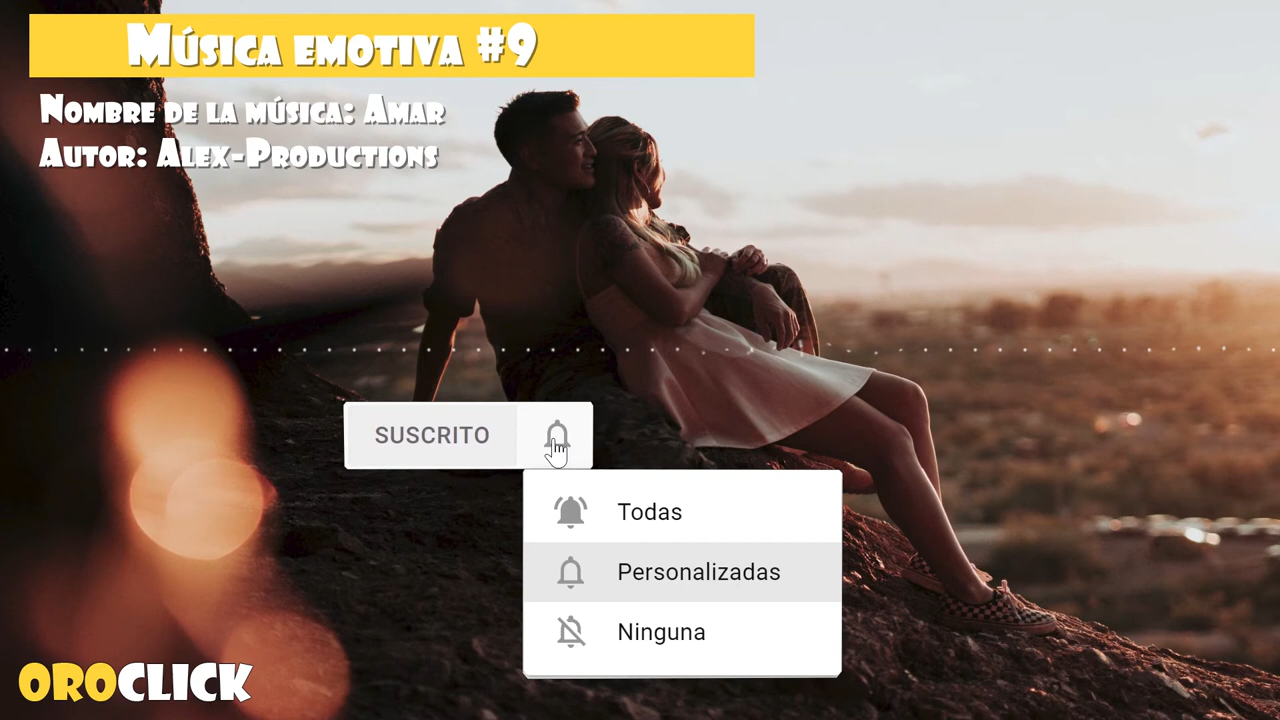 Música emotiva #9
Nombre de la música: Amar
Autor: Alex-Productions
SUSCRITO
Todas
Personalizadas
Ninguna
OROCLICK